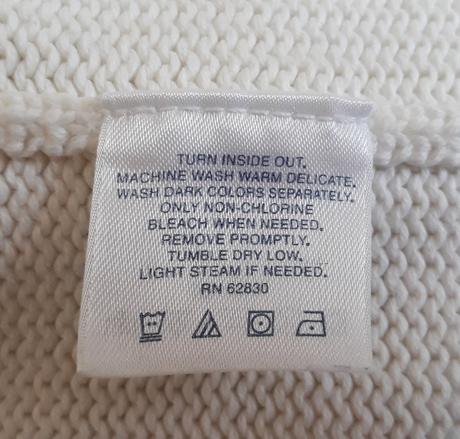 TURN INSIDE OUT.
MACHINE WASH WARM DELICATE.
WASH DARK COLORS SEPARATELY.
ONLY NON-CHLORINE
BLEACH WHEN NEEDED.
REMOVE PROMPTLY.
TUMBLE DRY LOW.
LIGHT STEAM IF NEEDED.
RN 62830